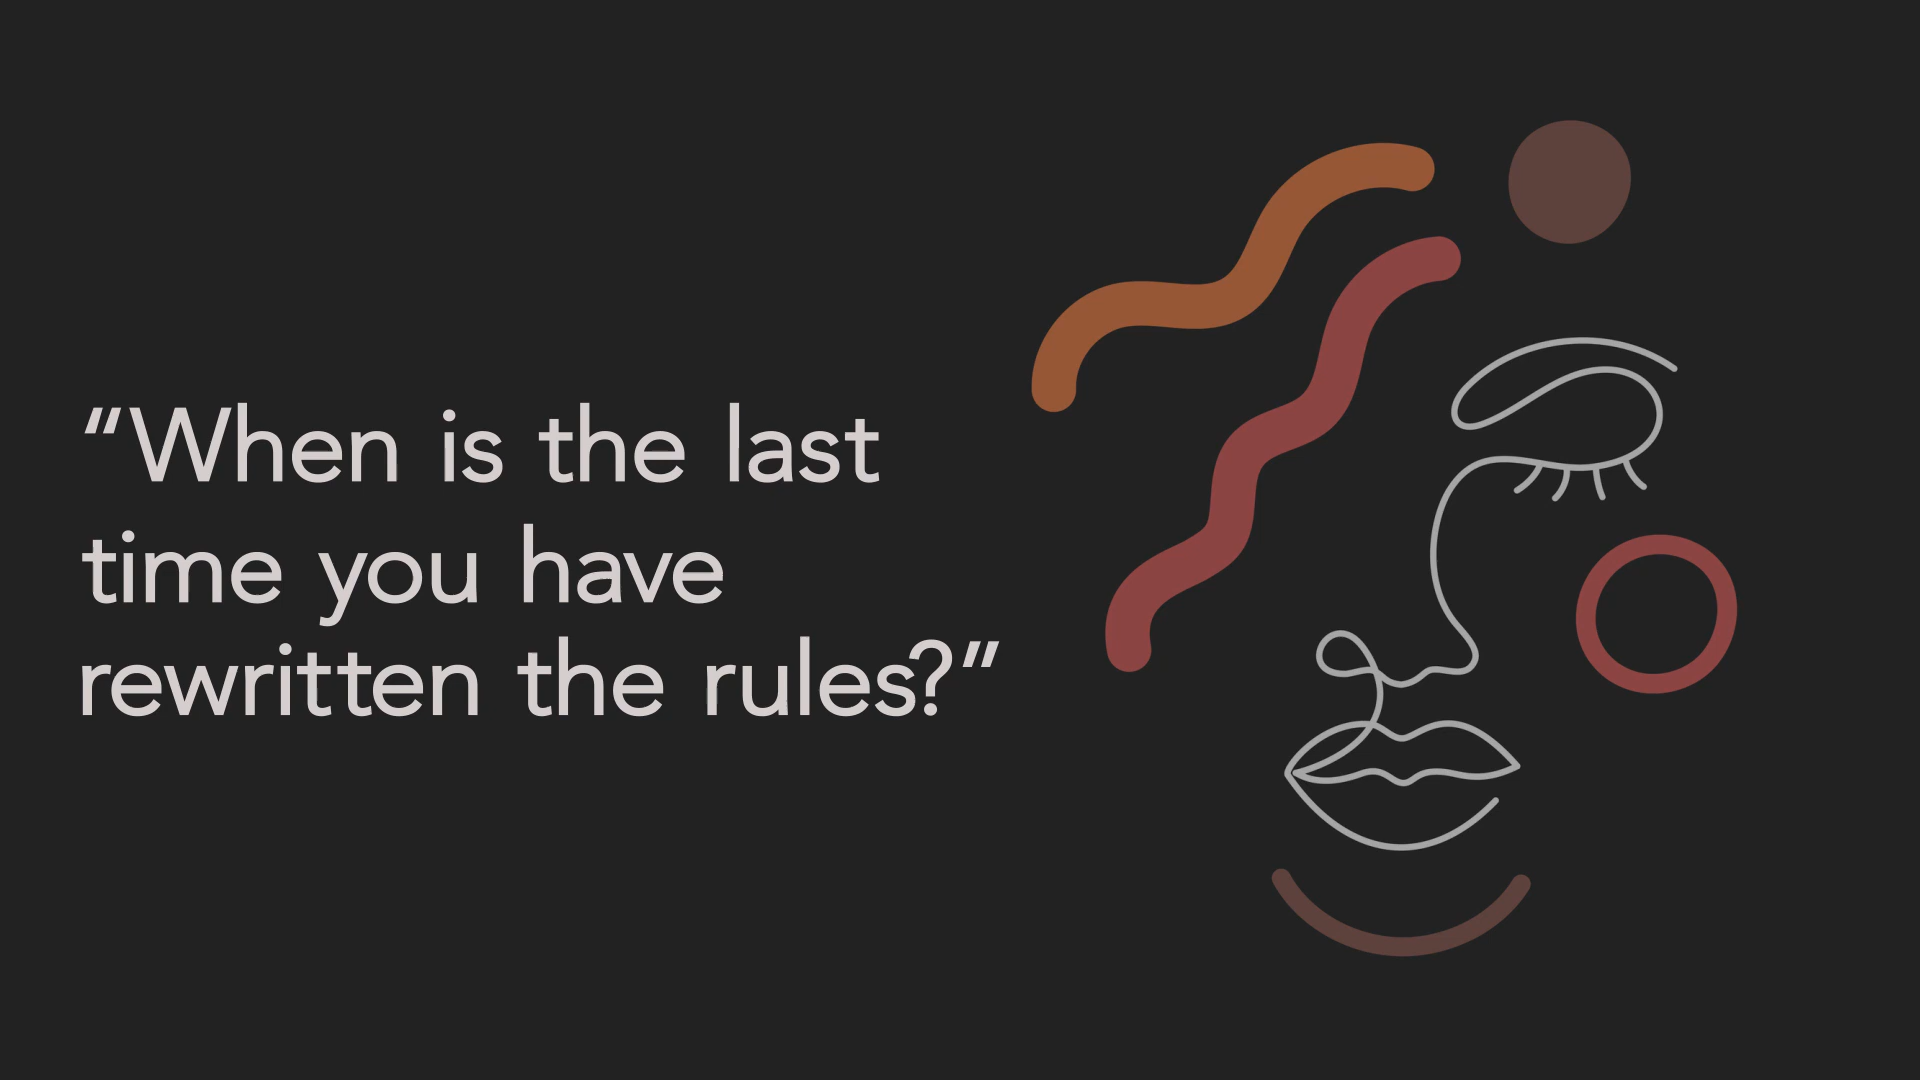 “When is the last
time you have
rewritten the rules?”